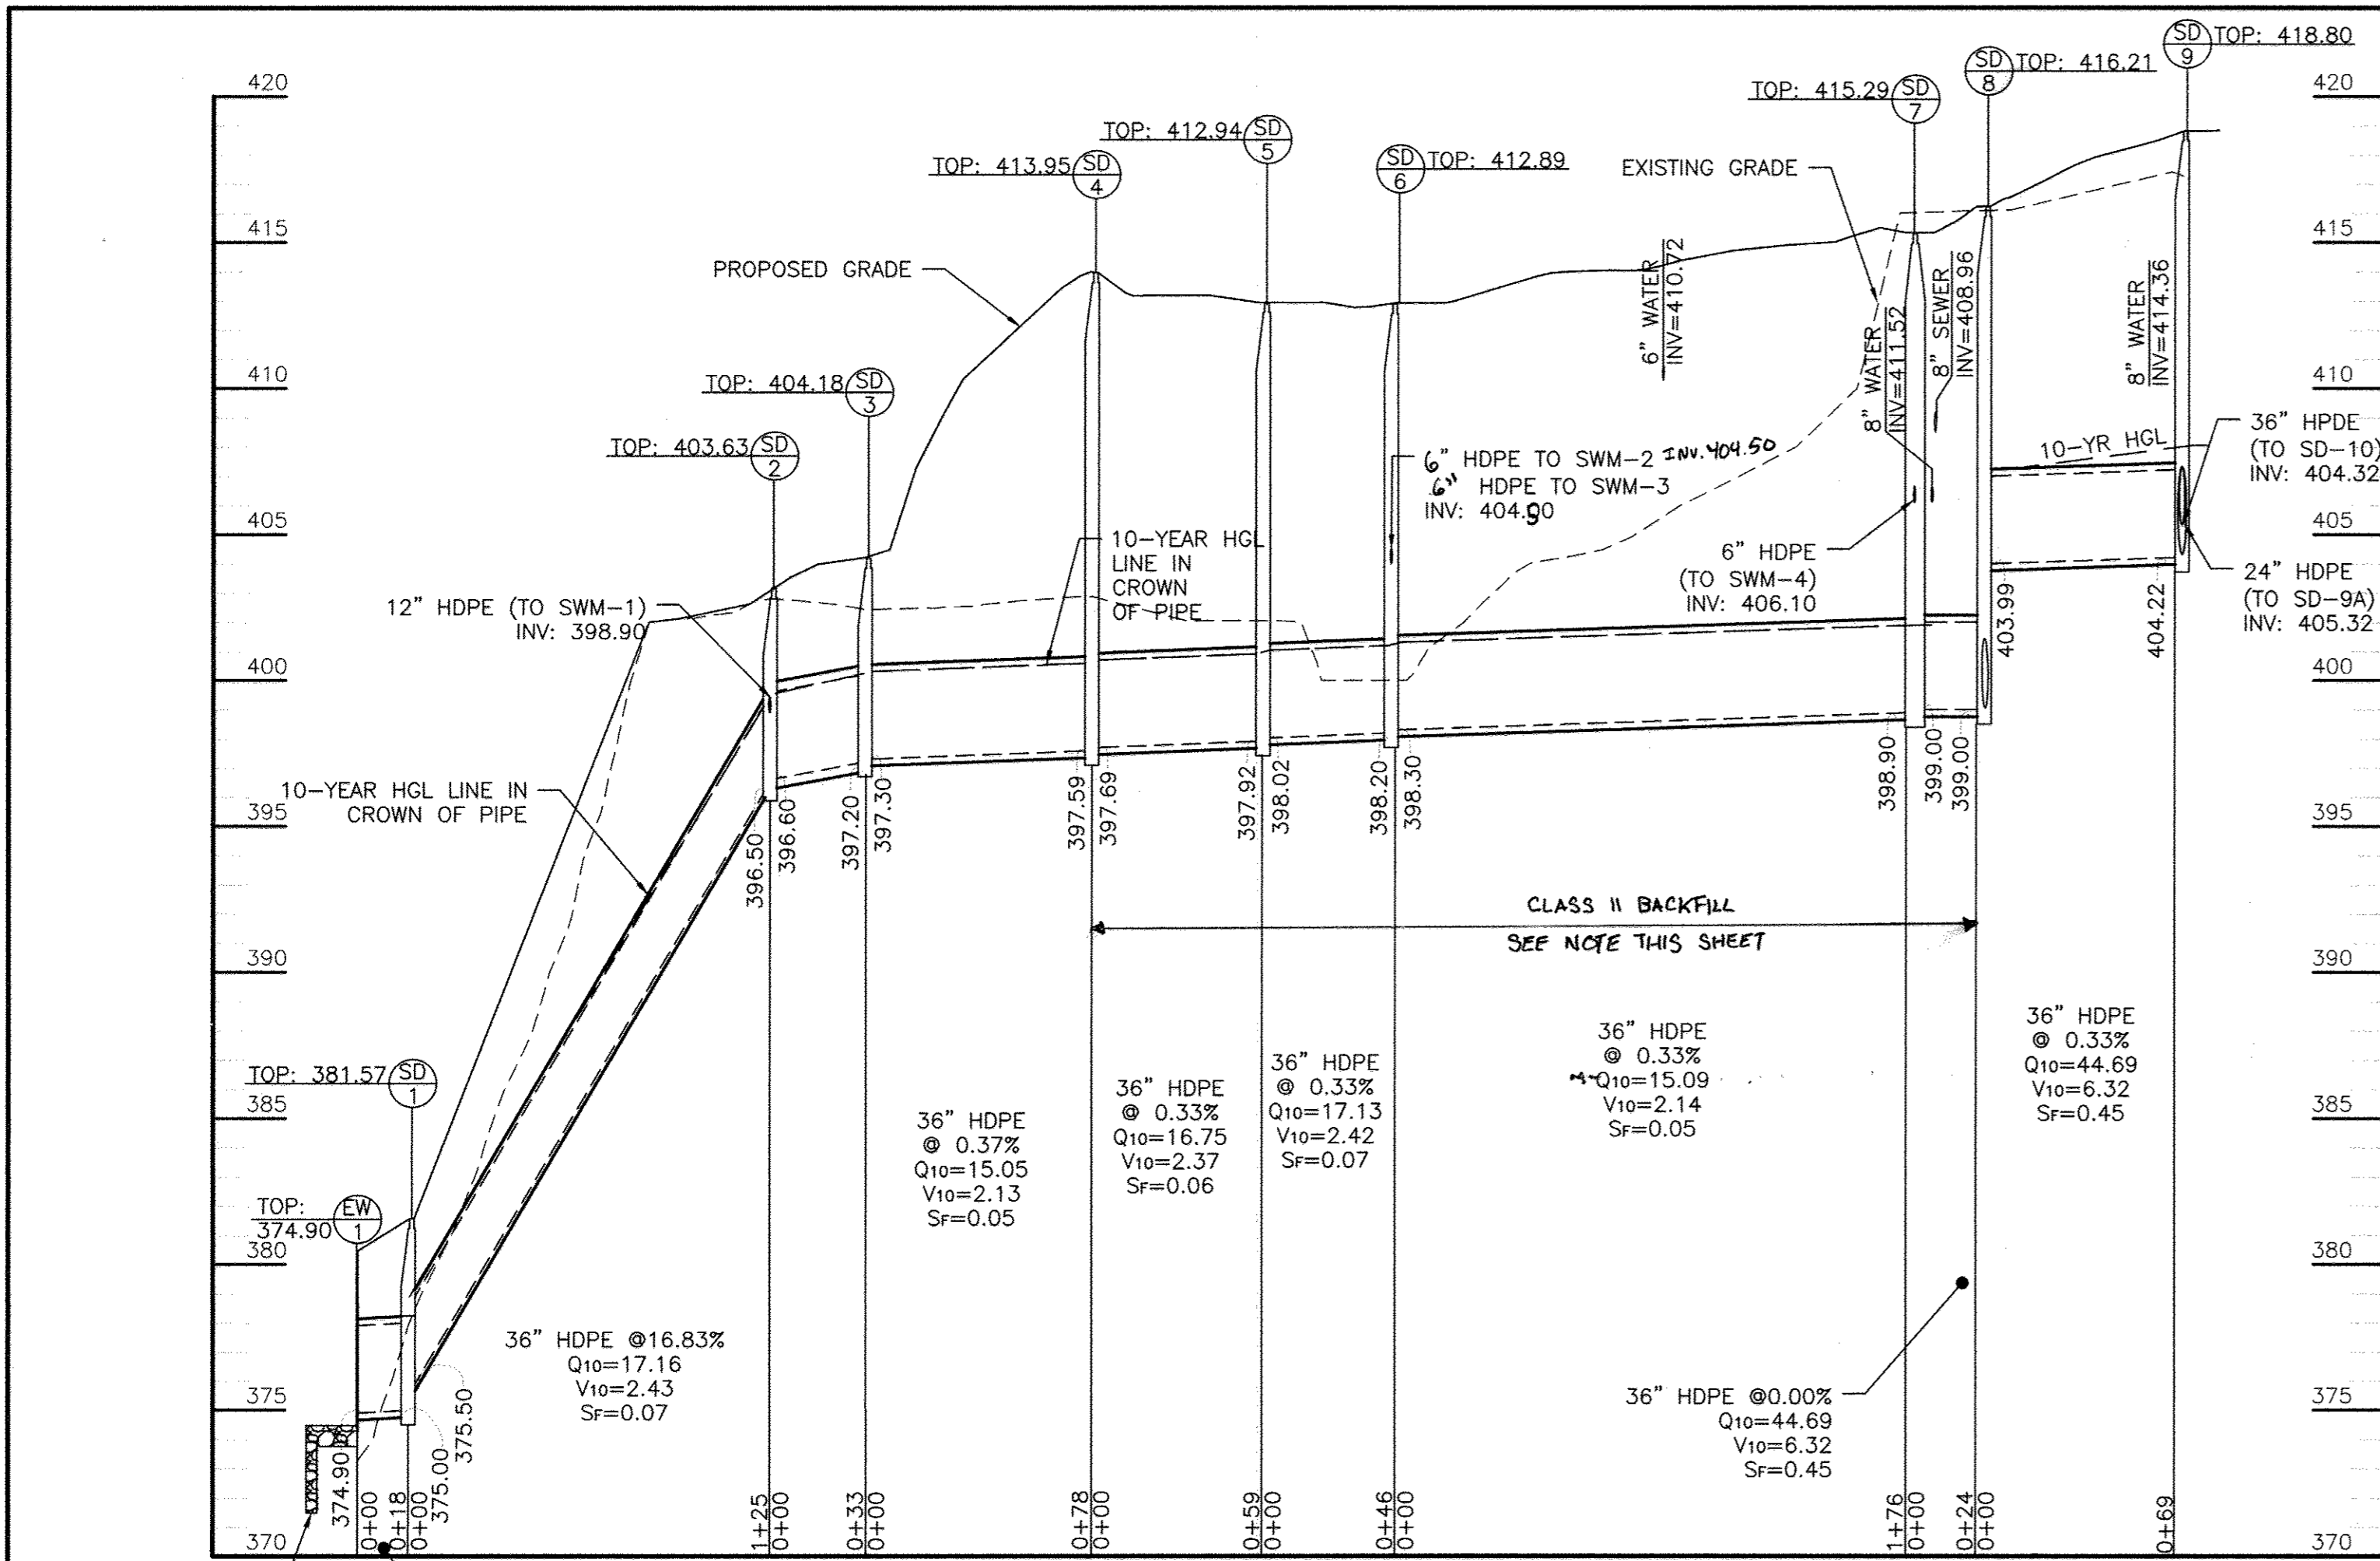 SD
9
TOP: 418.80
SD
8
TOP: 416.21
TOP: 415.29
SD
7
TOP: 412.94
SD
5
TOP: 413.95
SD
4
SD
6
TOP: 412.89
TOP: 404.18
SD
3
TOP: 403.63
SD
2
TOP: 381.57
SD
1
TOP:
374.90
EW
1
420
415
410
405
400
395
390
385
380
375
370
420
415
410
405
400
395
390
385
380
375
370
EXISTING GRADE
PROPOSED GRADE
6" WATER
INV=410.72
8" WATER
INV=411.52
8" SEWER
INV=408.96
8" WATER
INV=414.36
10-YR HGL
36" HPDE
(TO SD-10)
INV: 404.32
24" HDPE
(TO SD-9A)
INV: 405.32
6" HDPE TO SWM-2 INV.404.50
6" HDPE TO SWM-3
INV: 404.90
10-YEAR HGL
LINE IN
CROWN
OF PIPE
6" HDPE
(TO SWM-4)
INV: 406.10
12" HDPE (TO SWM-1)
INV: 398.90
10-YEAR HGL LINE IN
CROWN OF PIPE
396.50
396.60
397.20
397.30
397.59
397.69
397.92
398.02
398.20
398.30
398.90
399.00
399.00
403.99
404.22
CLASS II BACKFILL
SEE NOTE THIS SHEET
36" HDPE @16.83%
Q10=17.16
V10=2.43
SF=0.07
36" HDPE
@ 0.37%
Q10=15.05
V10=2.13
SF=0.05
36" HDPE
@ 0.33%
Q10=16.75
V10=2.37
SF=0.06
36" HDPE
@ 0.33%
Q10=17.13
V10=2.42
SF=0.07
36" HDPE
@ 0.33%
Q10=15.09
V10=2.14
SF=0.05
36" HDPE
@ 0.33%
Q10=44.69
V10=6.32
SF=0.45
36" HDPE @0.00%
Q10=44.69
V10=6.32
SF=0.45
374.90
375.00
375.50
0+00
0+18
0+00
1+25
0+00
0+33
0+00
0+78
0+00
0+59
0+00
0+46
0+00
1+76
0+00
0+24
0+00
0+69